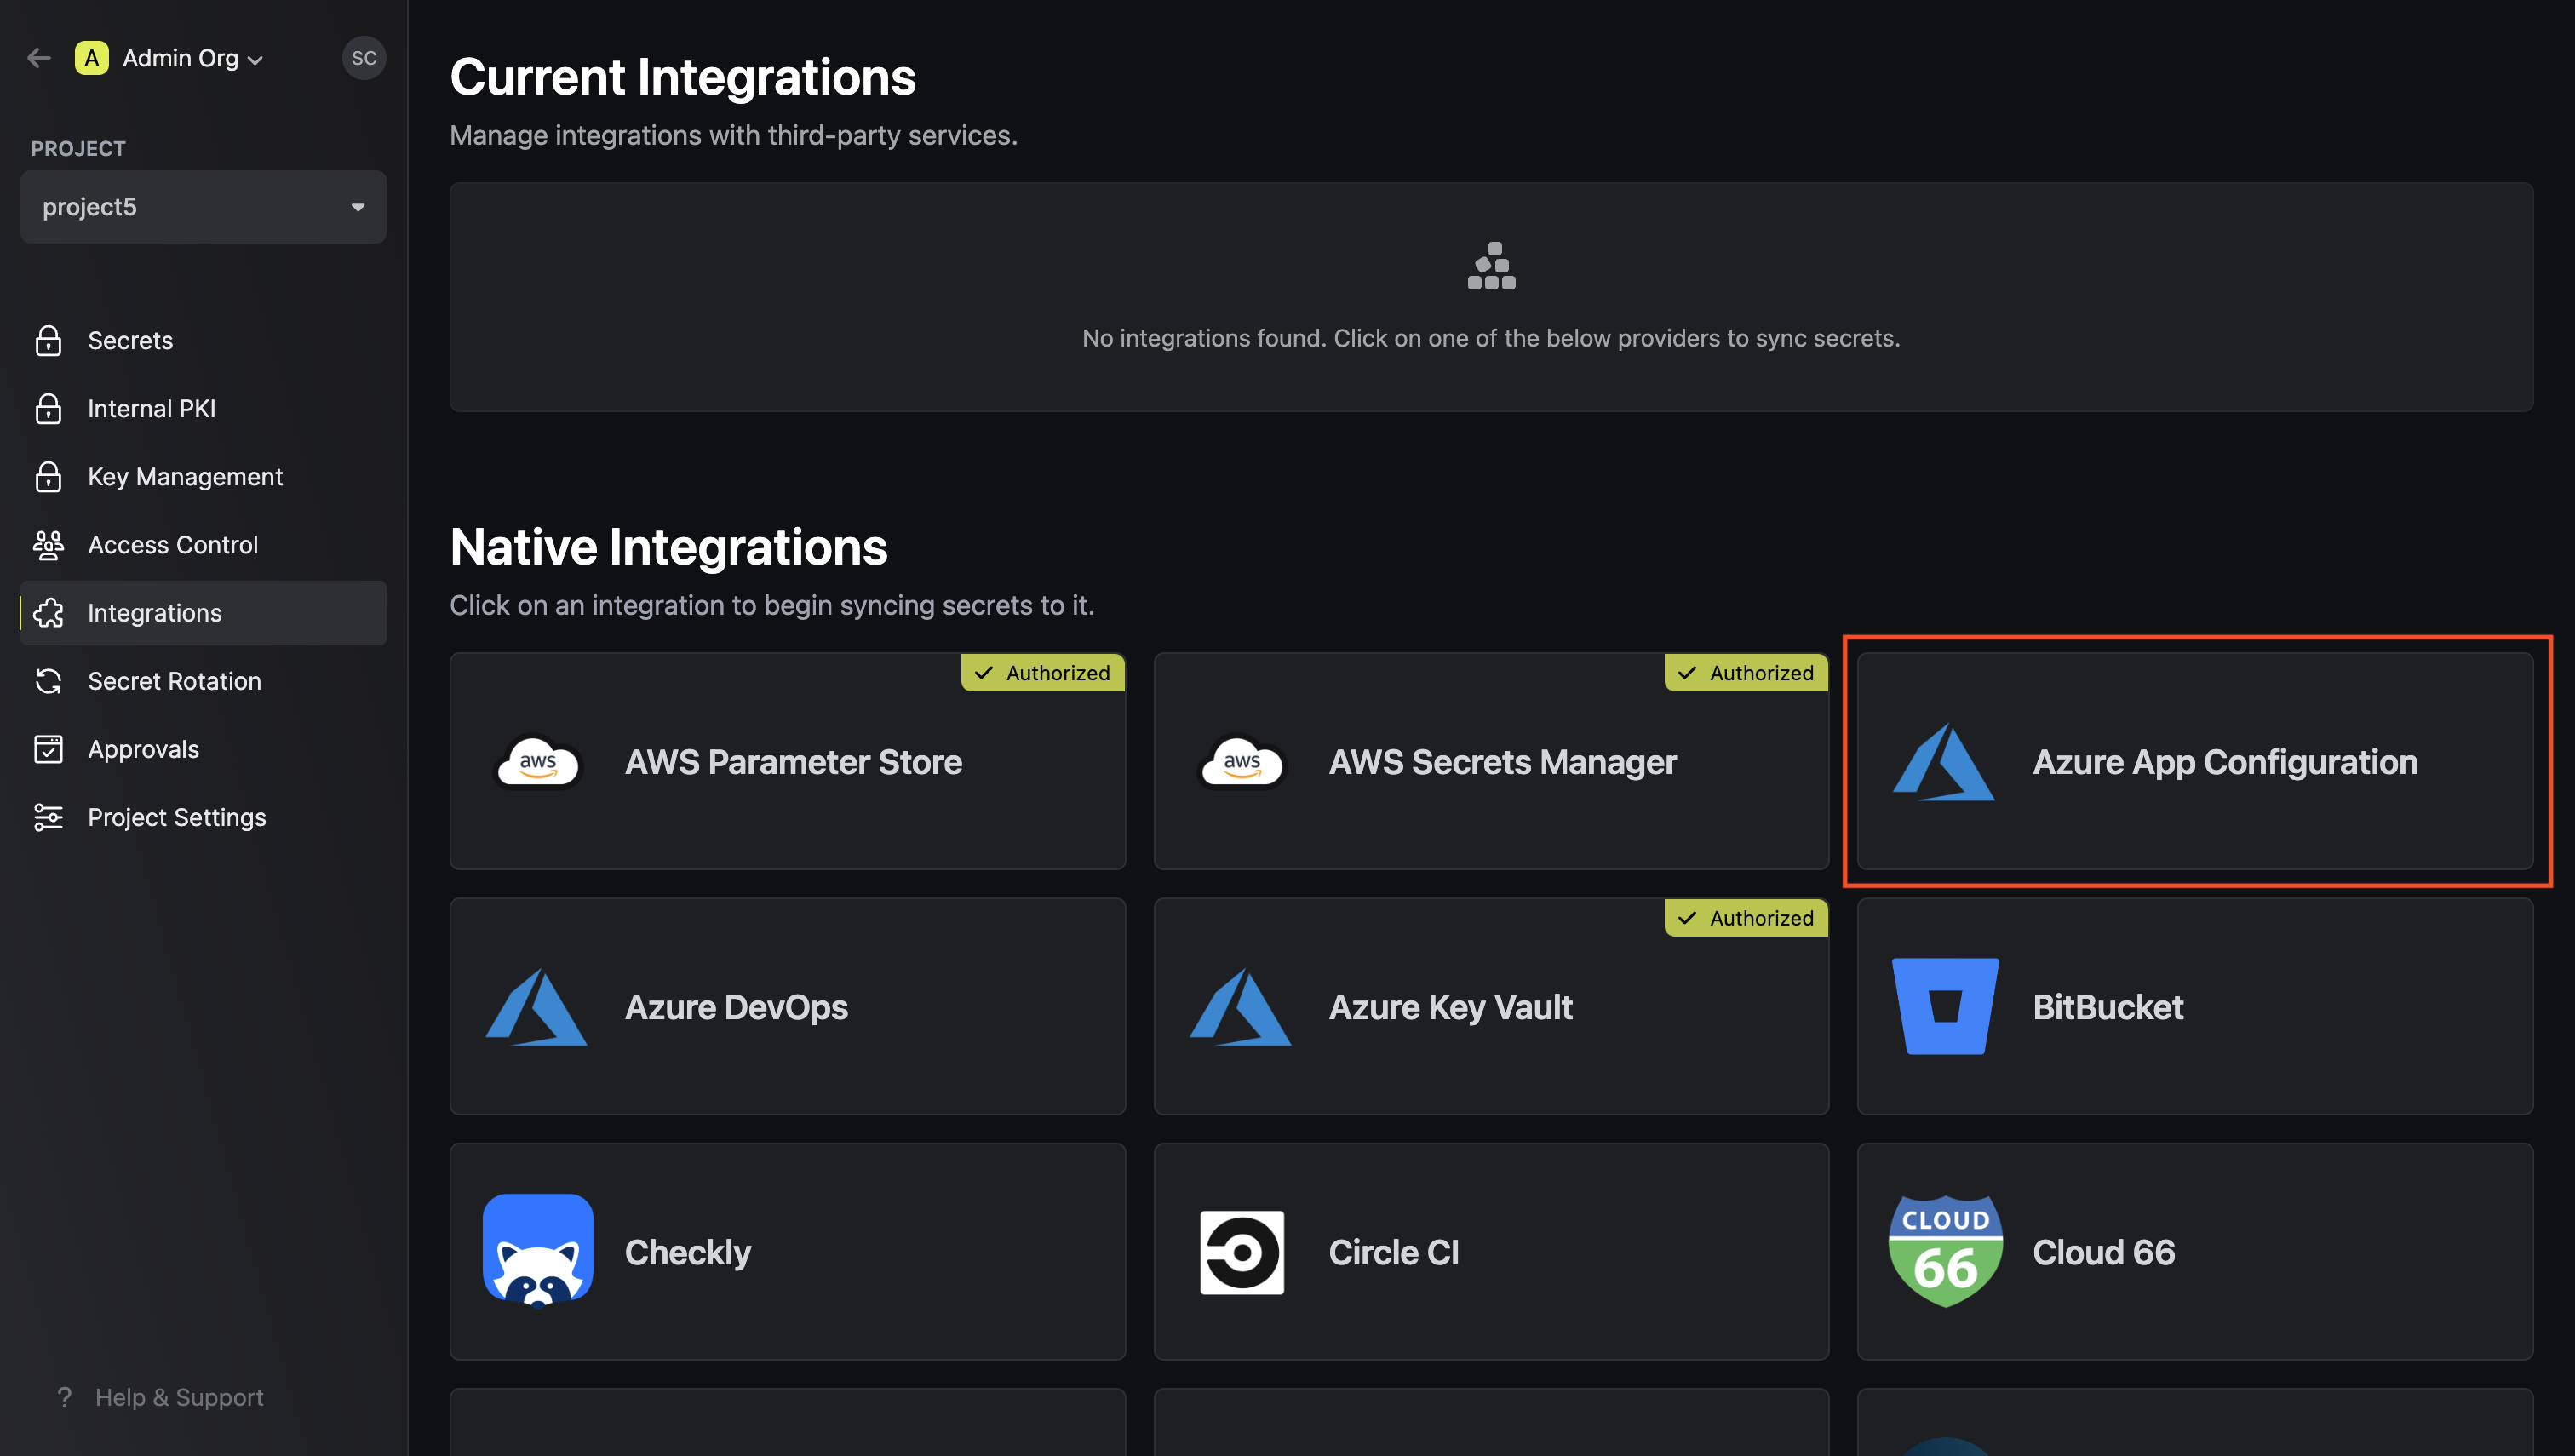 A Admin Org
SC
PROJECT
project5
Secrets
Internal PKI
Key Management
Access Control
Integrations
Secret Rotation
Approvals
Project Settings
? Help & Support
Current Integrations
Manage integrations with third-party services.
No integrations found. Click on one of the below providers to sync secrets.
Native Integrations
Click on an integration to begin syncing secrets to it.
Authorized
aws
AWS Parameter Store
Authorized
aws
AWS Secrets Manager
Azure App Configuration
Azure DevOps
Authorized
Azure Key Vault
BitBucket
Checkly
Circle CI
CLOUD
66
Cloud 66